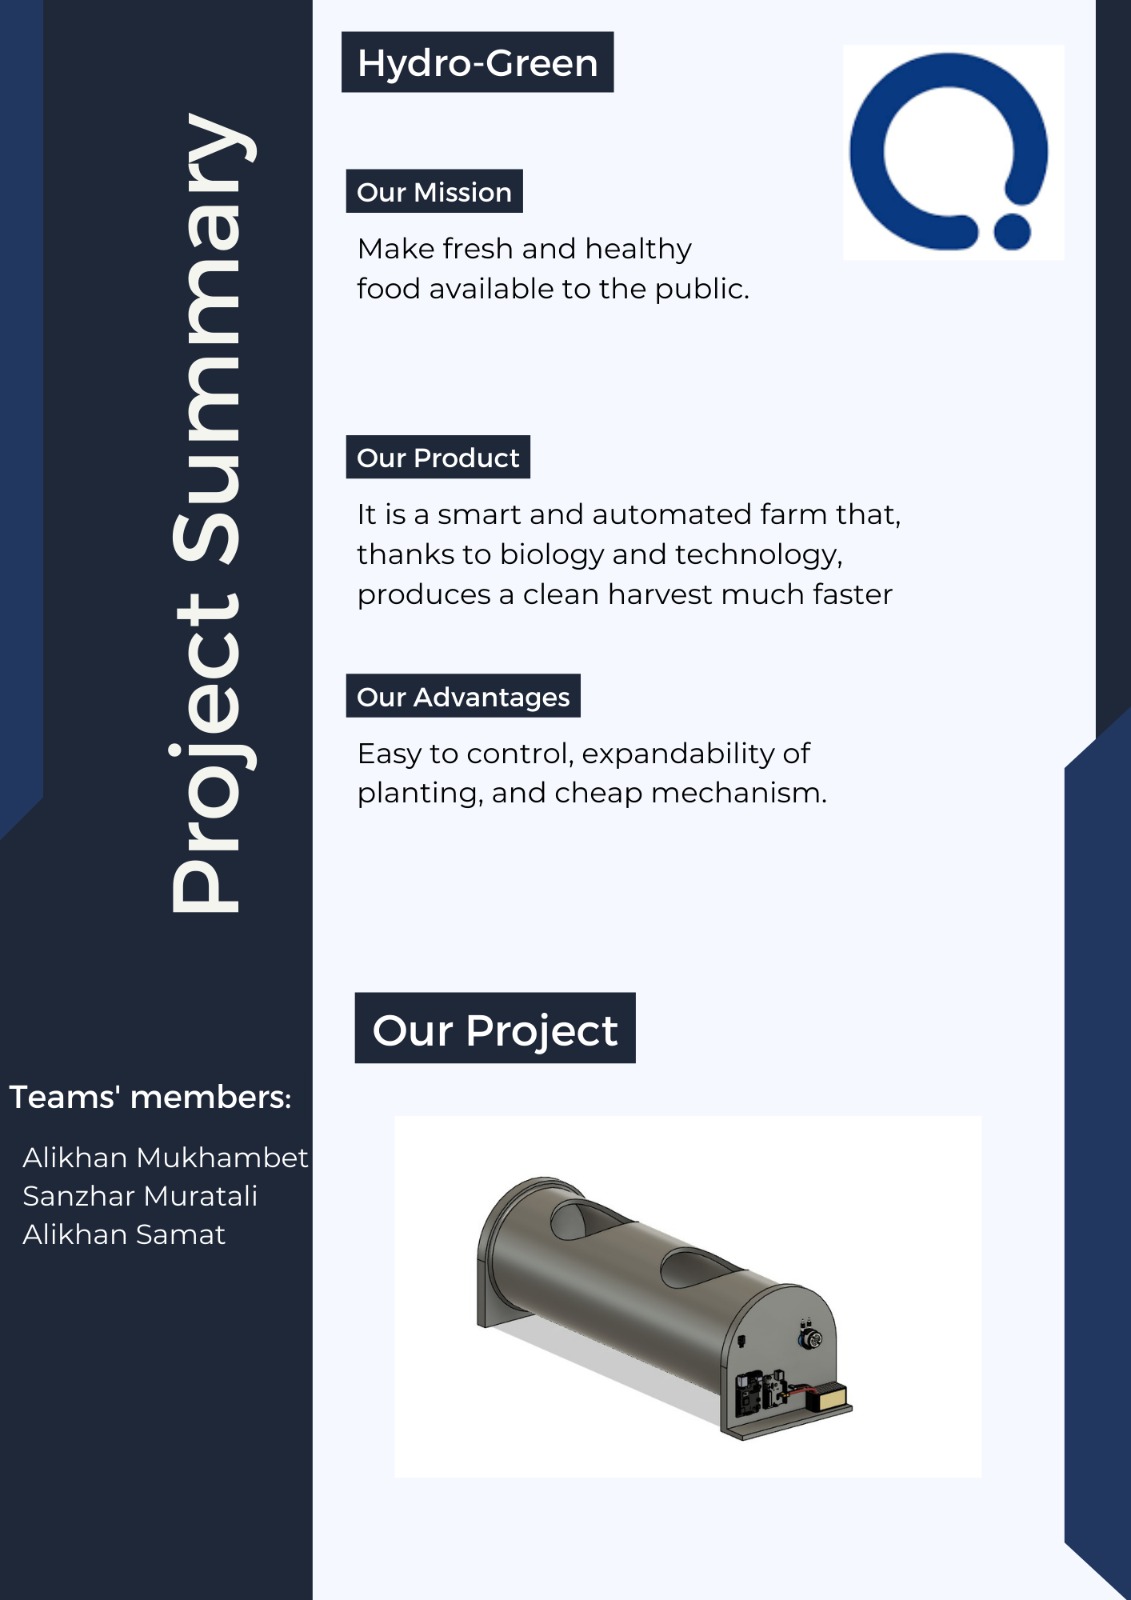 Project Summary
Teams' members:
Alikhan Mukhambet
Sanzhar Muratali
Alikhan Samat
Hydro-Green
Our Mission
Make fresh and healthy
food available to the public.
Our Product
It is a smart and automated farm that,
thanks to biology and technology,
produces a clean harvest much faster
Our Advantages
Easy to control, expandability of
planting, and cheap mechanism.
Our Project